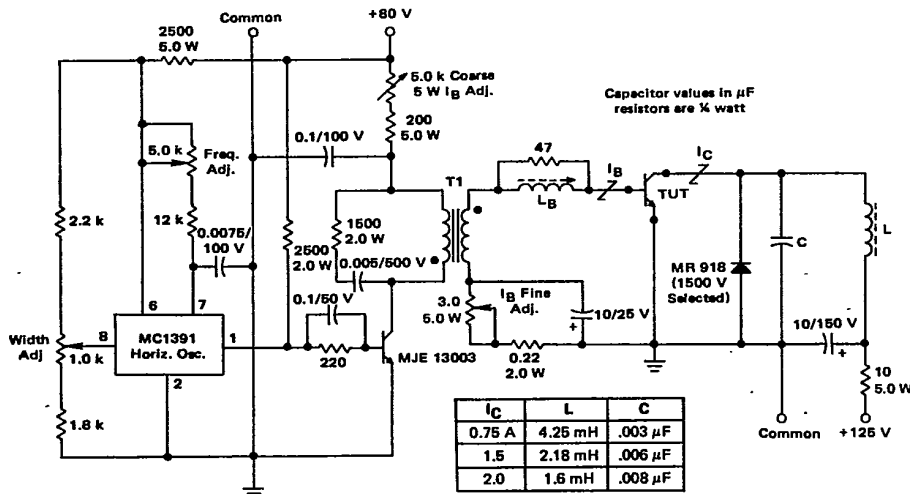 Common
+80 V
2500
5.0 W
5.0 k Coarse
5 W IB Adj.
Capacitor values in μF
resistors are ¼ watt
200
5.0 W
0.1/100 V
5.0 k
Freq.
Adj.
47
IB
IC
T1
LB
TUT
2.2 k
12 k
0.0075/
100 V
1500
2.0 W
2500
2.0 W
0.005/500 V
C
L
MR 918
(1500 V
Selected)
6
7
0.1/50 V
3.0
5.0 W
IB Fine
Adj.
10/25 V
+
10/150 V
+
Width
Adj
8
1.0 k
MC1391
Horiz. Osc.
1
2
220
MJE 13003
0.22
2.0 W
10
5.0 W
1.8 k
Common
+125 V
IC L C
0.75 A 4.25 mH .003 μF
1.5 2.18 mH .006 μF
2.0 1.6 mH .008 μF